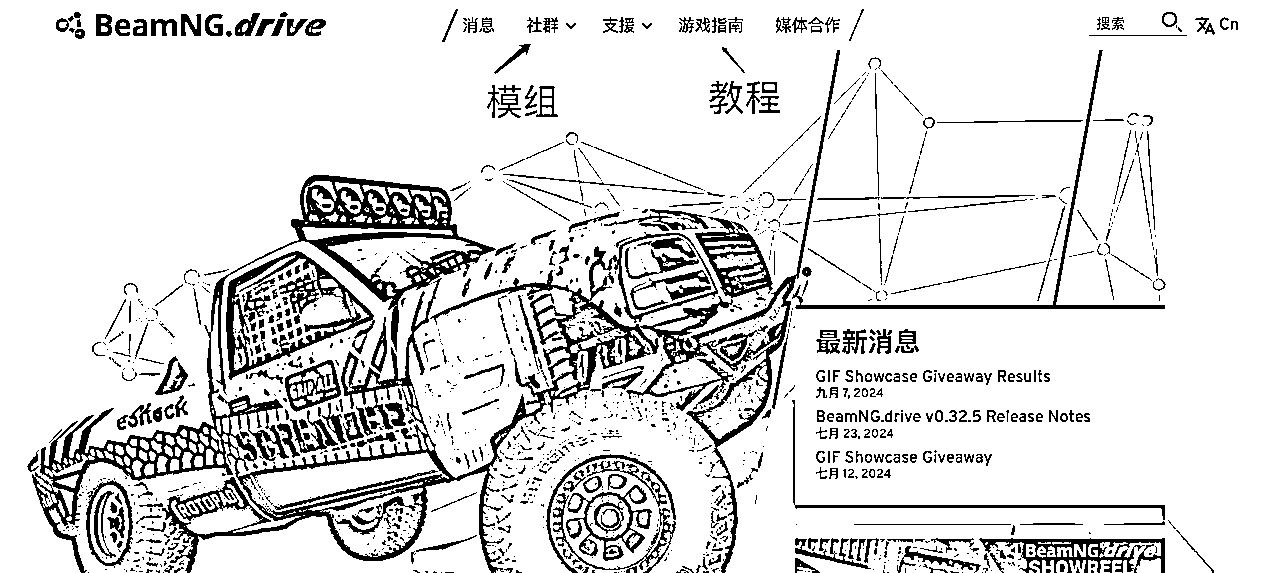 BeamNG.drive
消息 社群 支援 游戏指南 媒体合作
搜索 Cn
模组
教程
最新消息
GIF Showcase Giveaway Results
九月 7, 2024
BeamNG.drive v0.32.5 Release Notes
七月 23, 2024
GIF Showcase Giveaway
七月 12, 2024
eShock
ROTOPAD
BeamNG.drive
SHOWREEL